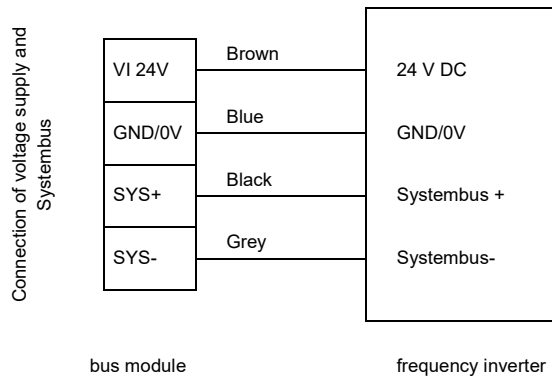 Connection of voltage supply and
Systembus
VI 24V
Brown
24 V DC
GND/0V
Blue
GND/0V
SYS+
Black
Systembus +
SYS-
Grey
Systembus-
bus module
frequency inverter